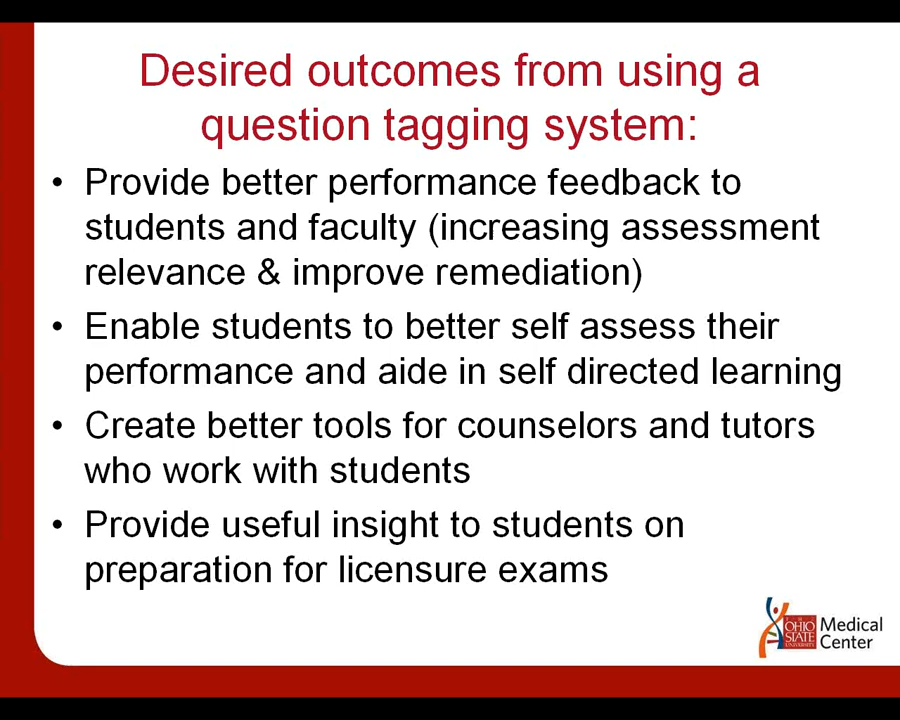 Desired outcomes from using a
question tagging system:
• Provide better performance feedback to
students and faculty (increasing assessment
relevance & improve remediation)
• Enable students to better self assess their
performance and aide in self directed learning
• Create better tools for counselors and tutors
who work with students
• Provide useful insight to students on
preparation for licensure exams
OHIO
STATE
UNIVERSITY
Medical
Center